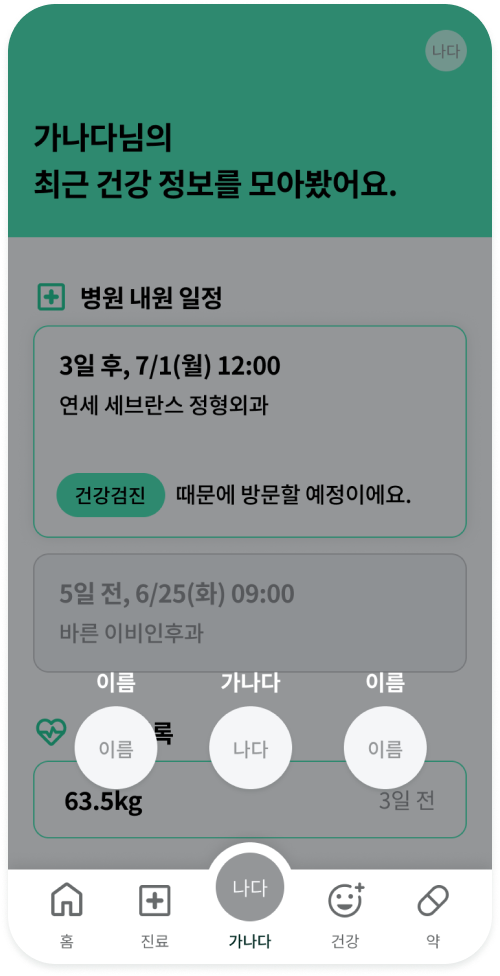 나다
가나다님의
최근 건강 정보를 모아봤어요.
병원 내원 일정
3일 후, 7/1(월) 12:00
연세 세브란스 정형외과
건강검진 때문에 방문할 예정이에요.
5일 전, 6/25(화) 09:00
바른 이비인후과
이름 가나다 이름
록
이름 나다 이름
63.5kg 3일 전
나다
홈 진료 가나다 건강 약